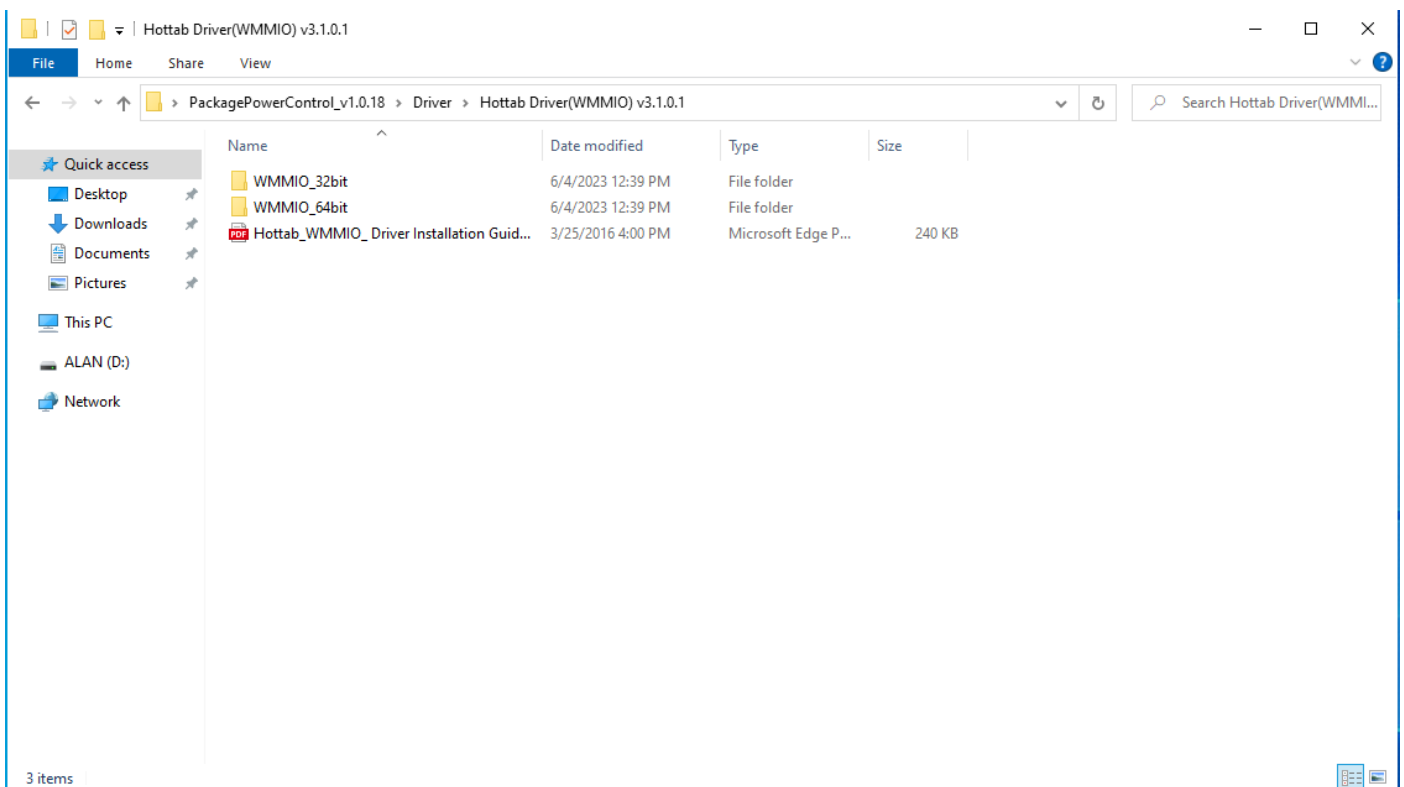 Hottab Driver(WMMIO) v3.1.0.1
File Home Share View
PackagePowerControl_v1.0.18 > Driver > Hottab Driver(WMMIO) v3.1.0.1
Search Hottab Driver(WMMI...
Name Date modified Type Size
Quick access
Desktop
Downloads
Documents
Pictures
This PC
ALAN (D:)
Network
WMMIO_32bit 6/4/2023 12:39 PM File folder
WMMIO_64bit 6/4/2023 12:39 PM File folder
PDF Hottab_WMMIO_ Driver Installation Guid... 3/25/2016 4:00 PM Microsoft Edge P... 240 KB
3 items